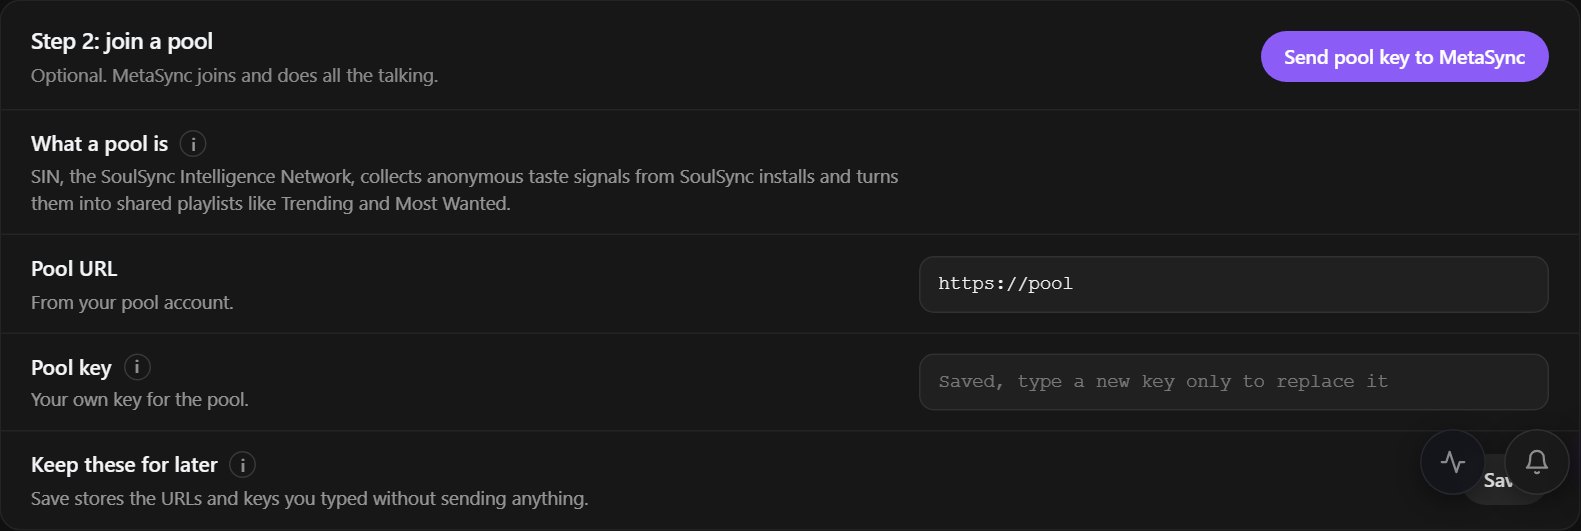 Step 2: join a pool
Optional. MetaSync joins and does all the talking.
Send pool key to MetaSync
What a pool is
SIN, the SoulSync Intelligence Network, collects anonymous taste signals from SoulSync installs and turns
them into shared playlists like Trending and Most Wanted.
Pool URL
From your pool account.
https://pool
Pool key
Your own key for the pool.
Saved, type a new key only to replace it
Keep these for later
Save stores the URLs and keys you typed without sending anything.